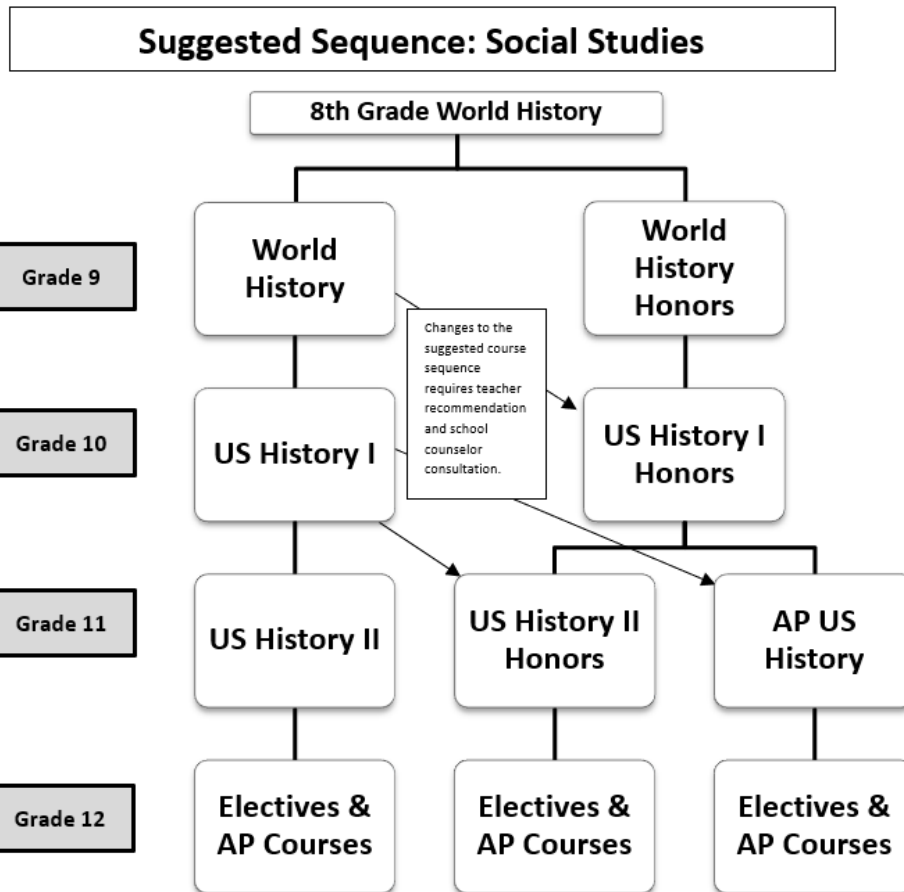 Suggested Sequence: Social Studies
8th Grade World History
Grade 9
World
History
World
History
Honors
Changes to the
suggested course
sequence
requires teacher
recommendation
and school
counselor
consultation.
Grade 10
US History I
US History I
Honors
Grade 11
US History II
US History II
Honors
AP US
History
Grade 12
Electives &
AP Courses
Electives &
AP Courses
Electives &
AP Courses